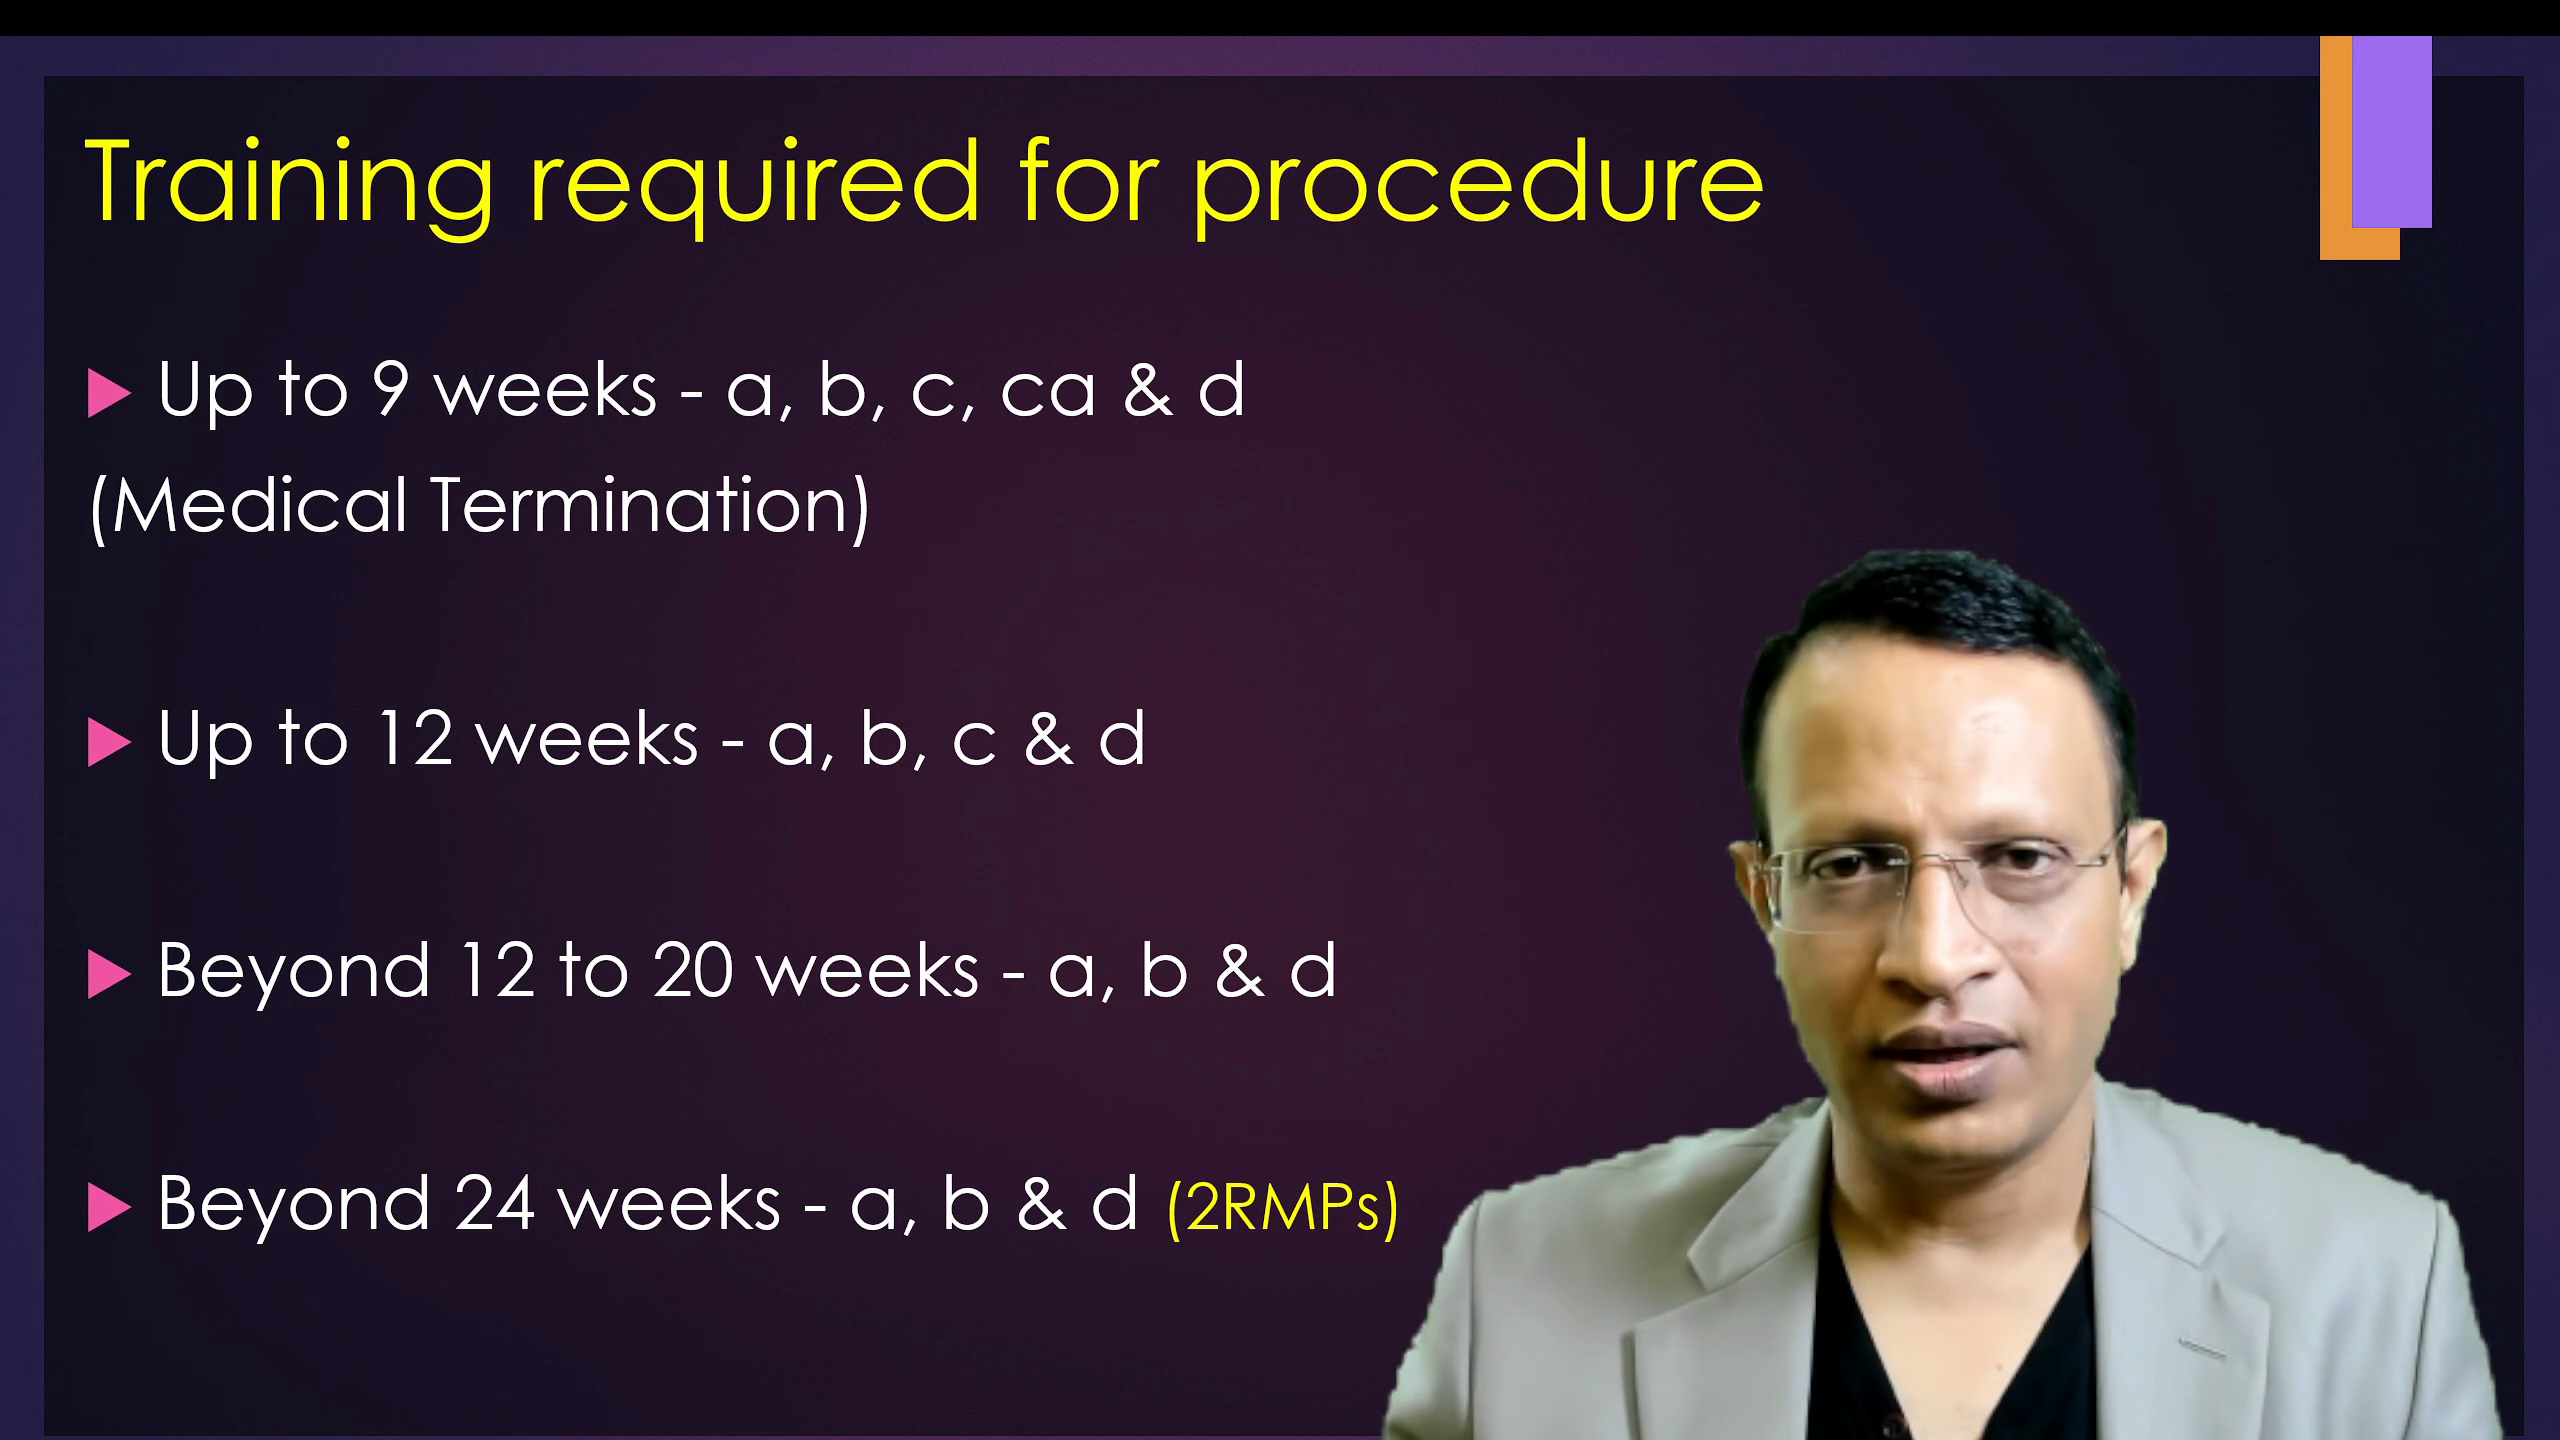 Training required for procedure
Up to 9 weeks - a, b, c, ca & d
(Medical Termination)
Up to 12 weeks - a, b, c & d
Beyond 12 to 20 weeks - a, b & d
Beyond 24 weeks - a, b & d (2RMPs)